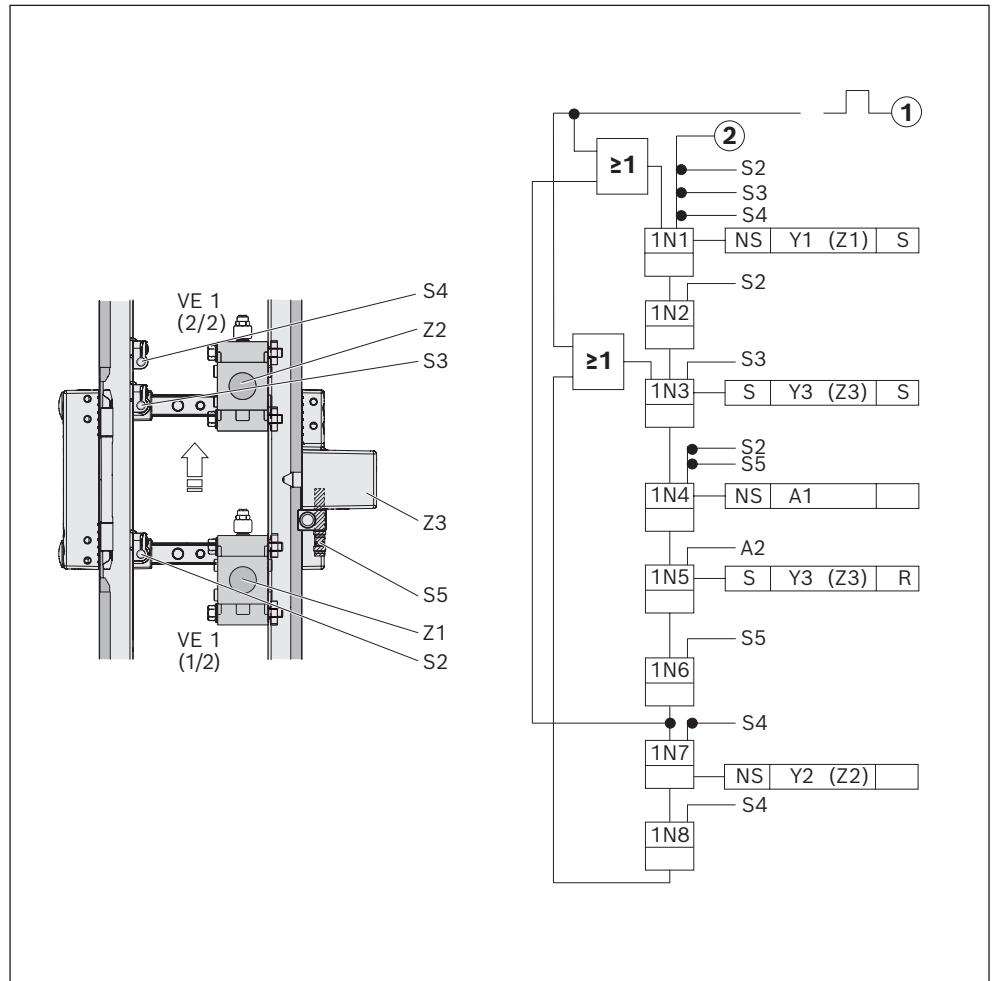 VE 1
(2/2)
S4
Z2
S3
Z3
S5
Z1
S2
VE 1
(1/2)
1
2
≥1
S2
S3
S4
1N1
NS Y1 (Z1) S
S2
1N2
≥1
S3
1N3
S Y3 (Z3) S
S2
S5
1N4
NS A1
A2
1N5
S Y3 (Z3) R
S5
1N6
S4
1N7
NS Y2 (Z2)
S4
1N8